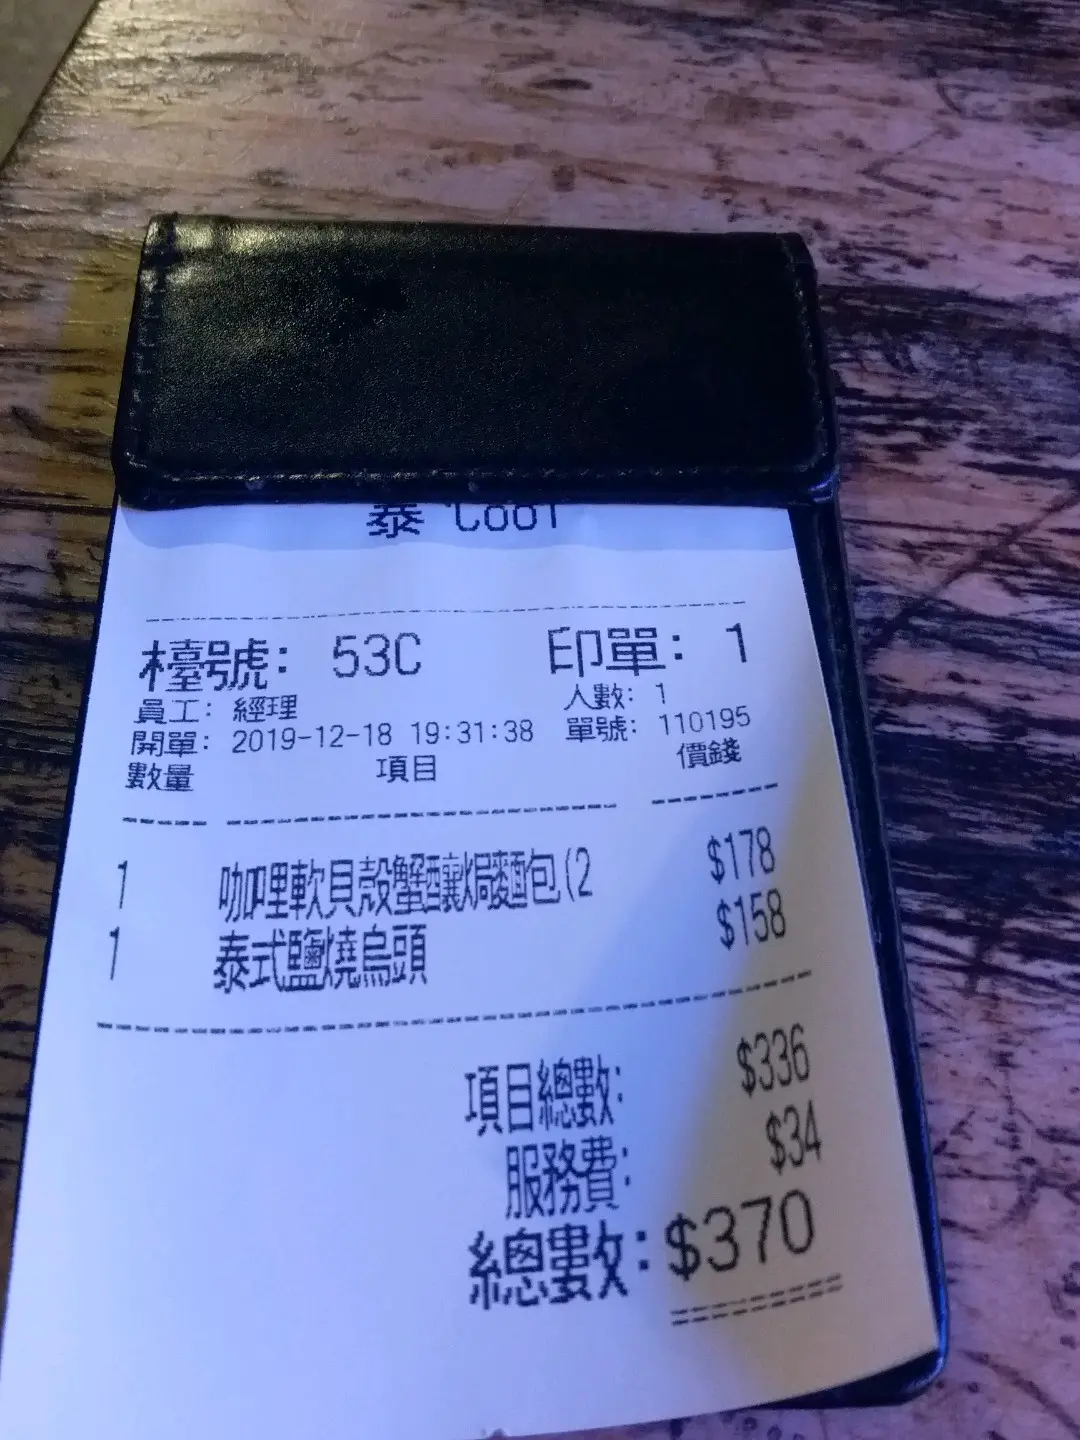 泰 Cool
檯號: 53C 印單: 1
員工: 經理 人數: 1
開單: 2019-12-18 19:31:38 單號: 110195
數量 項目 價錢
1 咖哩軟貝殼蟹釀焗麵包(2 $178
1 泰式鹽燒烏頭 $158
項目總數: $336
服務費: $34
總數: $370